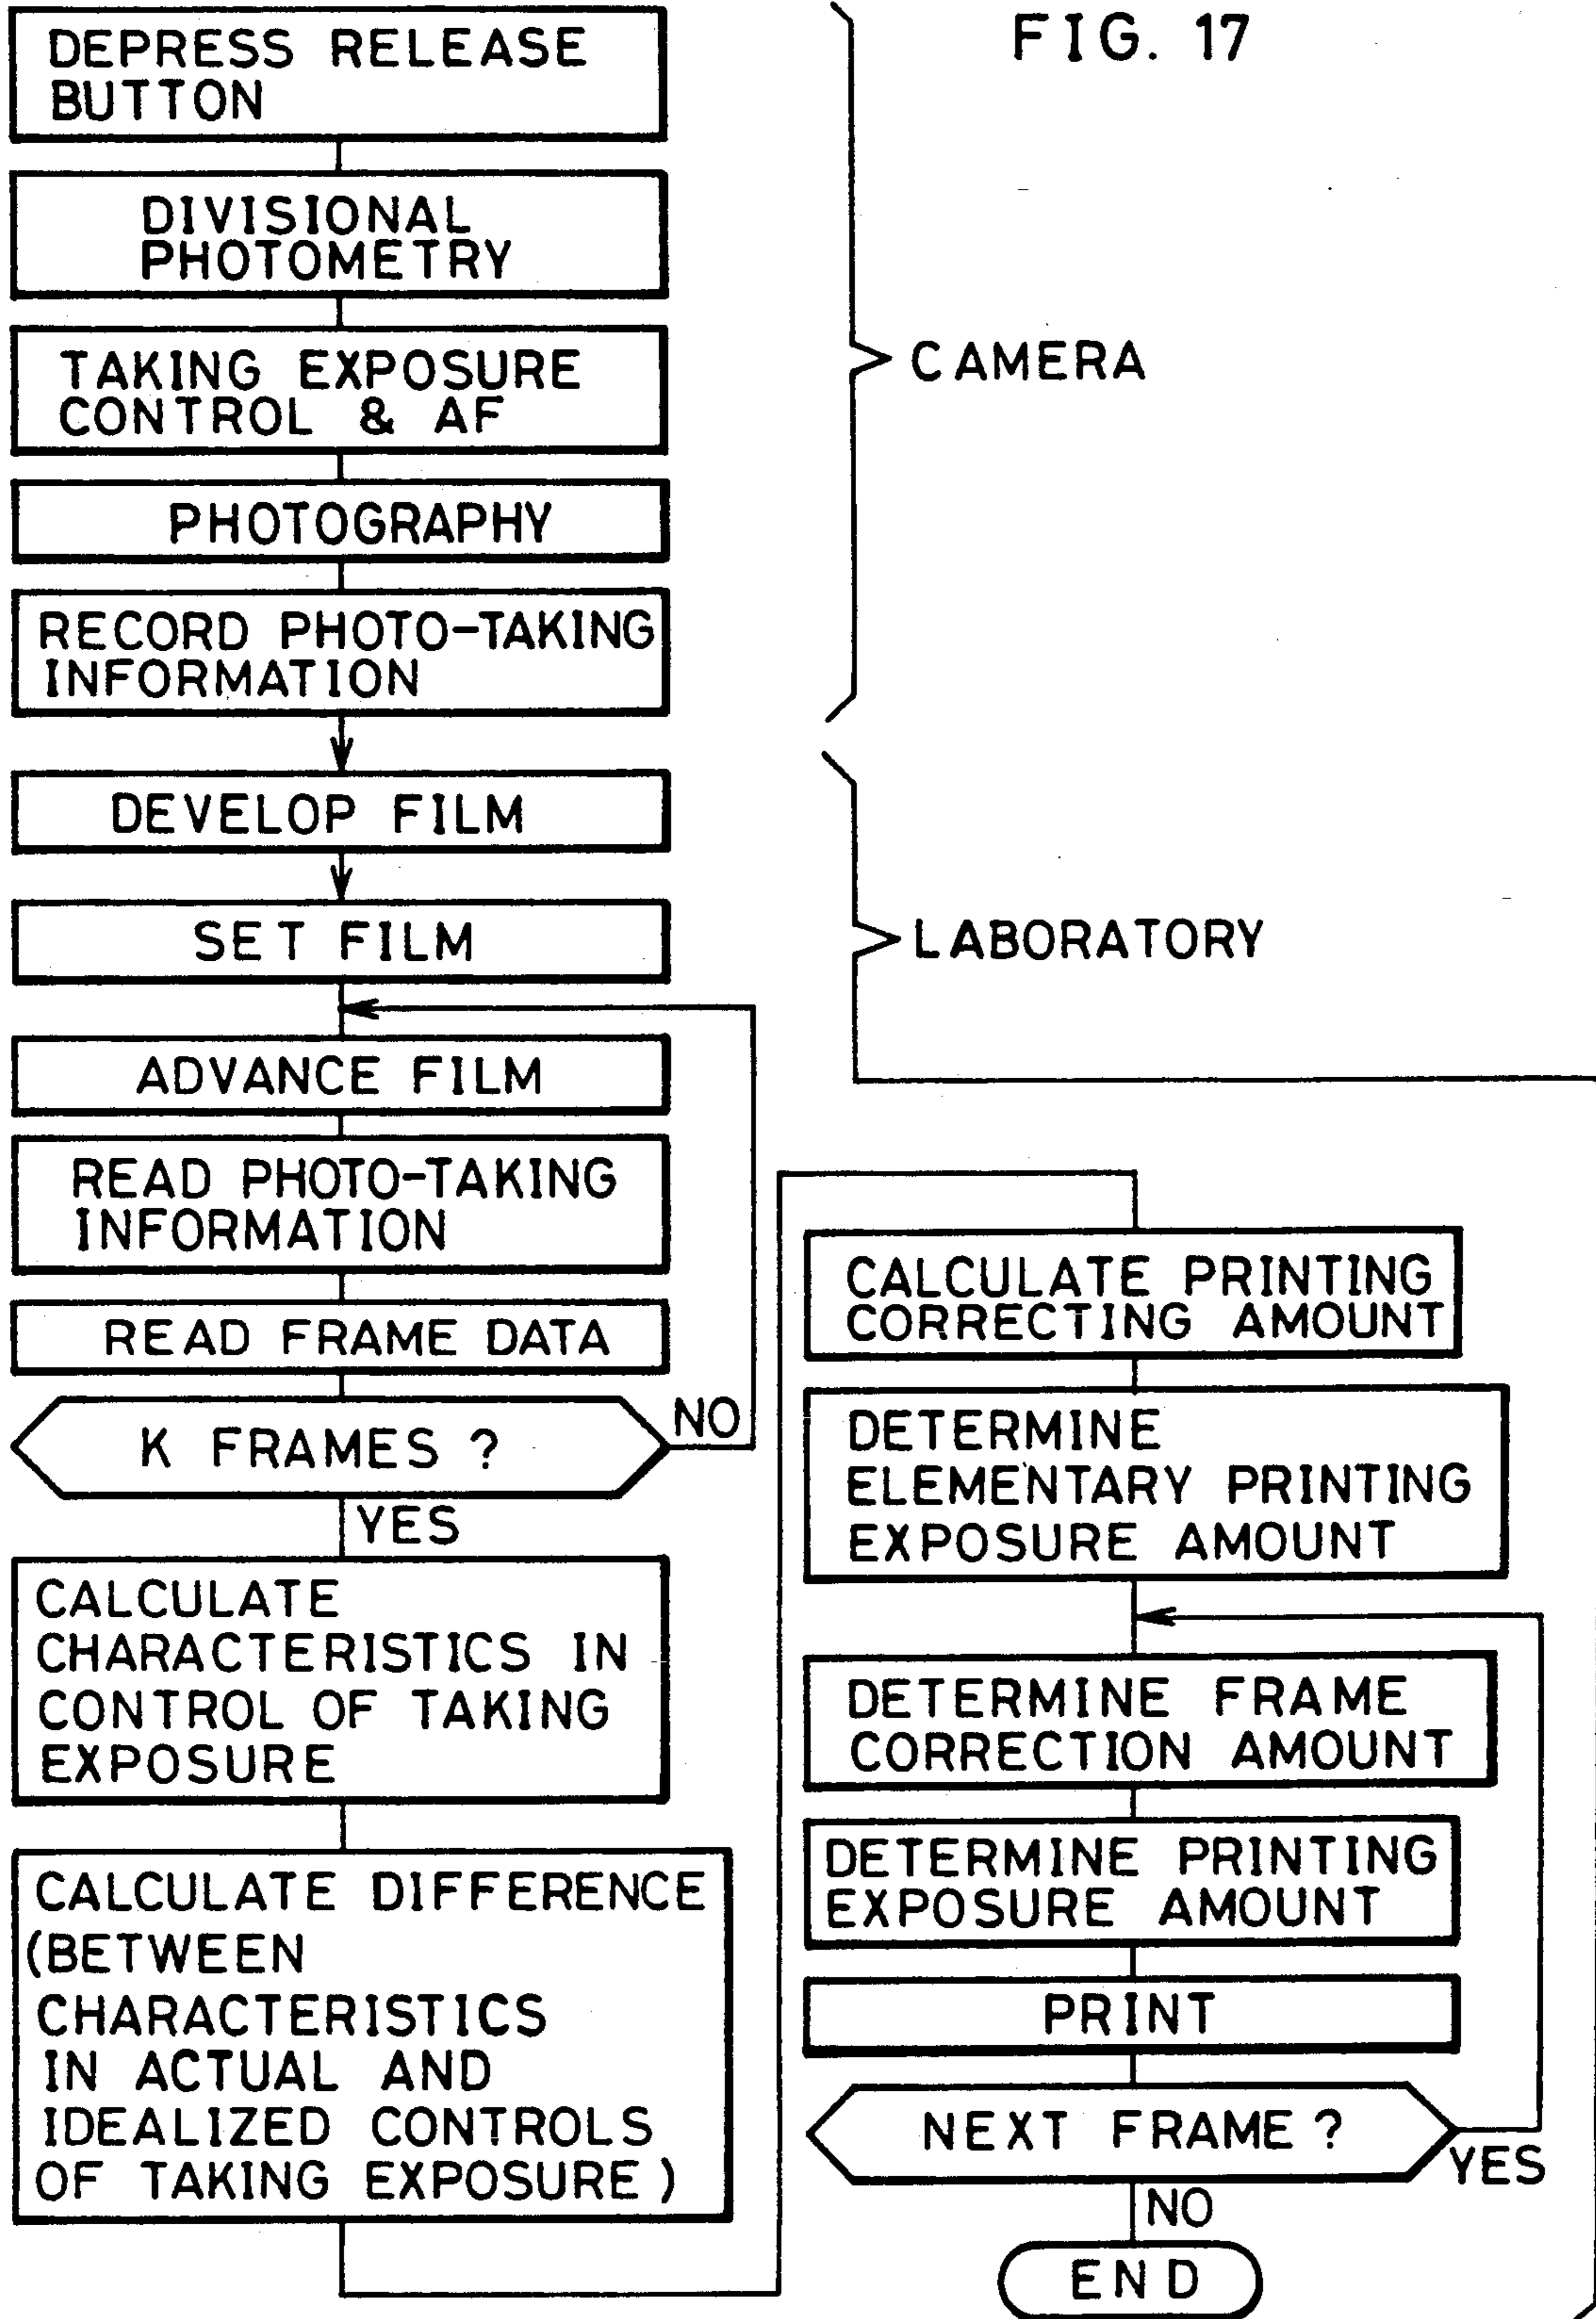 FIG. 17
DEPRESS RELEASE
BUTTON
DIVISIONAL
PHOTOMETRY
TAKING EXPOSURE
CONTROL & AF
PHOTOGRAPHY
RECORD PHOTO-TAKING
INFORMATION
CAMERA
DEVELOP FILM
SET FILM
LABORATORY
ADVANCE FILM
READ PHOTO-TAKING
INFORMATION
READ FRAME DATA
K FRAMES ?
NO
YES
CALCULATE
CHARACTERISTICS IN
CONTROL OF TAKING
EXPOSURE
CALCULATE DIFFERENCE
(BETWEEN
CHARACTERISTICS
IN ACTUAL AND
IDEALIZED CONTROLS
OF TAKING EXPOSURE)
CALCULATE PRINTING
CORRECTING AMOUNT
DETERMINE
ELEMENTARY PRINTING
EXPOSURE AMOUNT
DETERMINE FRAME
CORRECTION AMOUNT
DETERMINE PRINTING
EXPOSURE AMOUNT
PRINT
NEXT FRAME ?
YES
NO
END